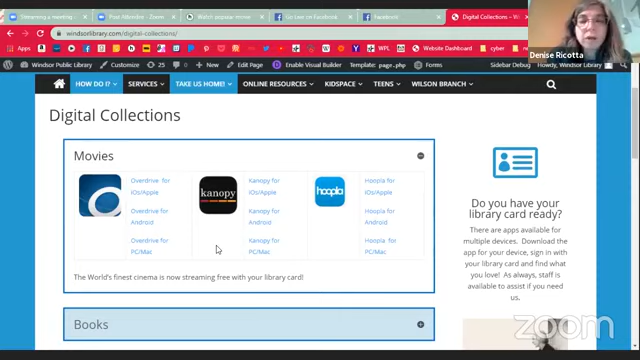 Streaming a meeting
Post Attendee - Zoom
Watch popular movie
Go Live on Facebook
Facebook
Digital Collections - Windso
windsorlibrary.com/digital-collections/
Website Dashboard
Windsor Public Library
Customize
25
0
New
Edit Page
Enable Visual Builder
Template: page.php
Forms
Sidebar Debug
Howdy, Windsor Library
Denise Ricotta
HOW DO I?
SERVICES
TAKE US HOME!
ONLINE RESOURCES
KIDSPACE
TEENS
WILSON BRANCH
Digital Collections
Movies
Overdrive for
iOs/Apple
Overdrive for
Android
Overdrive for
PC/Mac
kanopy
Kanopy for
iOS/Apple
Kanopy for
Android
Kanopy for
PC/Mac
hoopla
Hoopla for
iOS/Apple
Hoopla for
Android
Hoopla for
PC/Mac
The World's finest cinema is now streaming free with your library card!
Books
Do you have your
library card ready?
There are apps available for
multiple devices. Download
the app for your device, sign in
with your library card and find
what you love! As always, staff is
available to assist if you need
us.
zoom